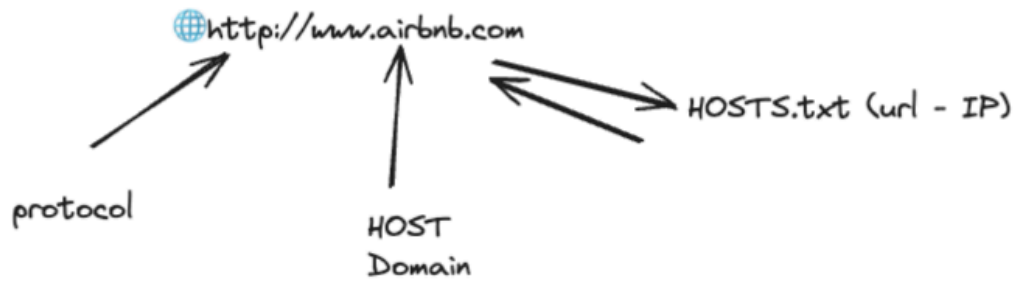 http://www.airbnb.com
HOSTS.txt (url - IP)
protocol
HOST
Domain